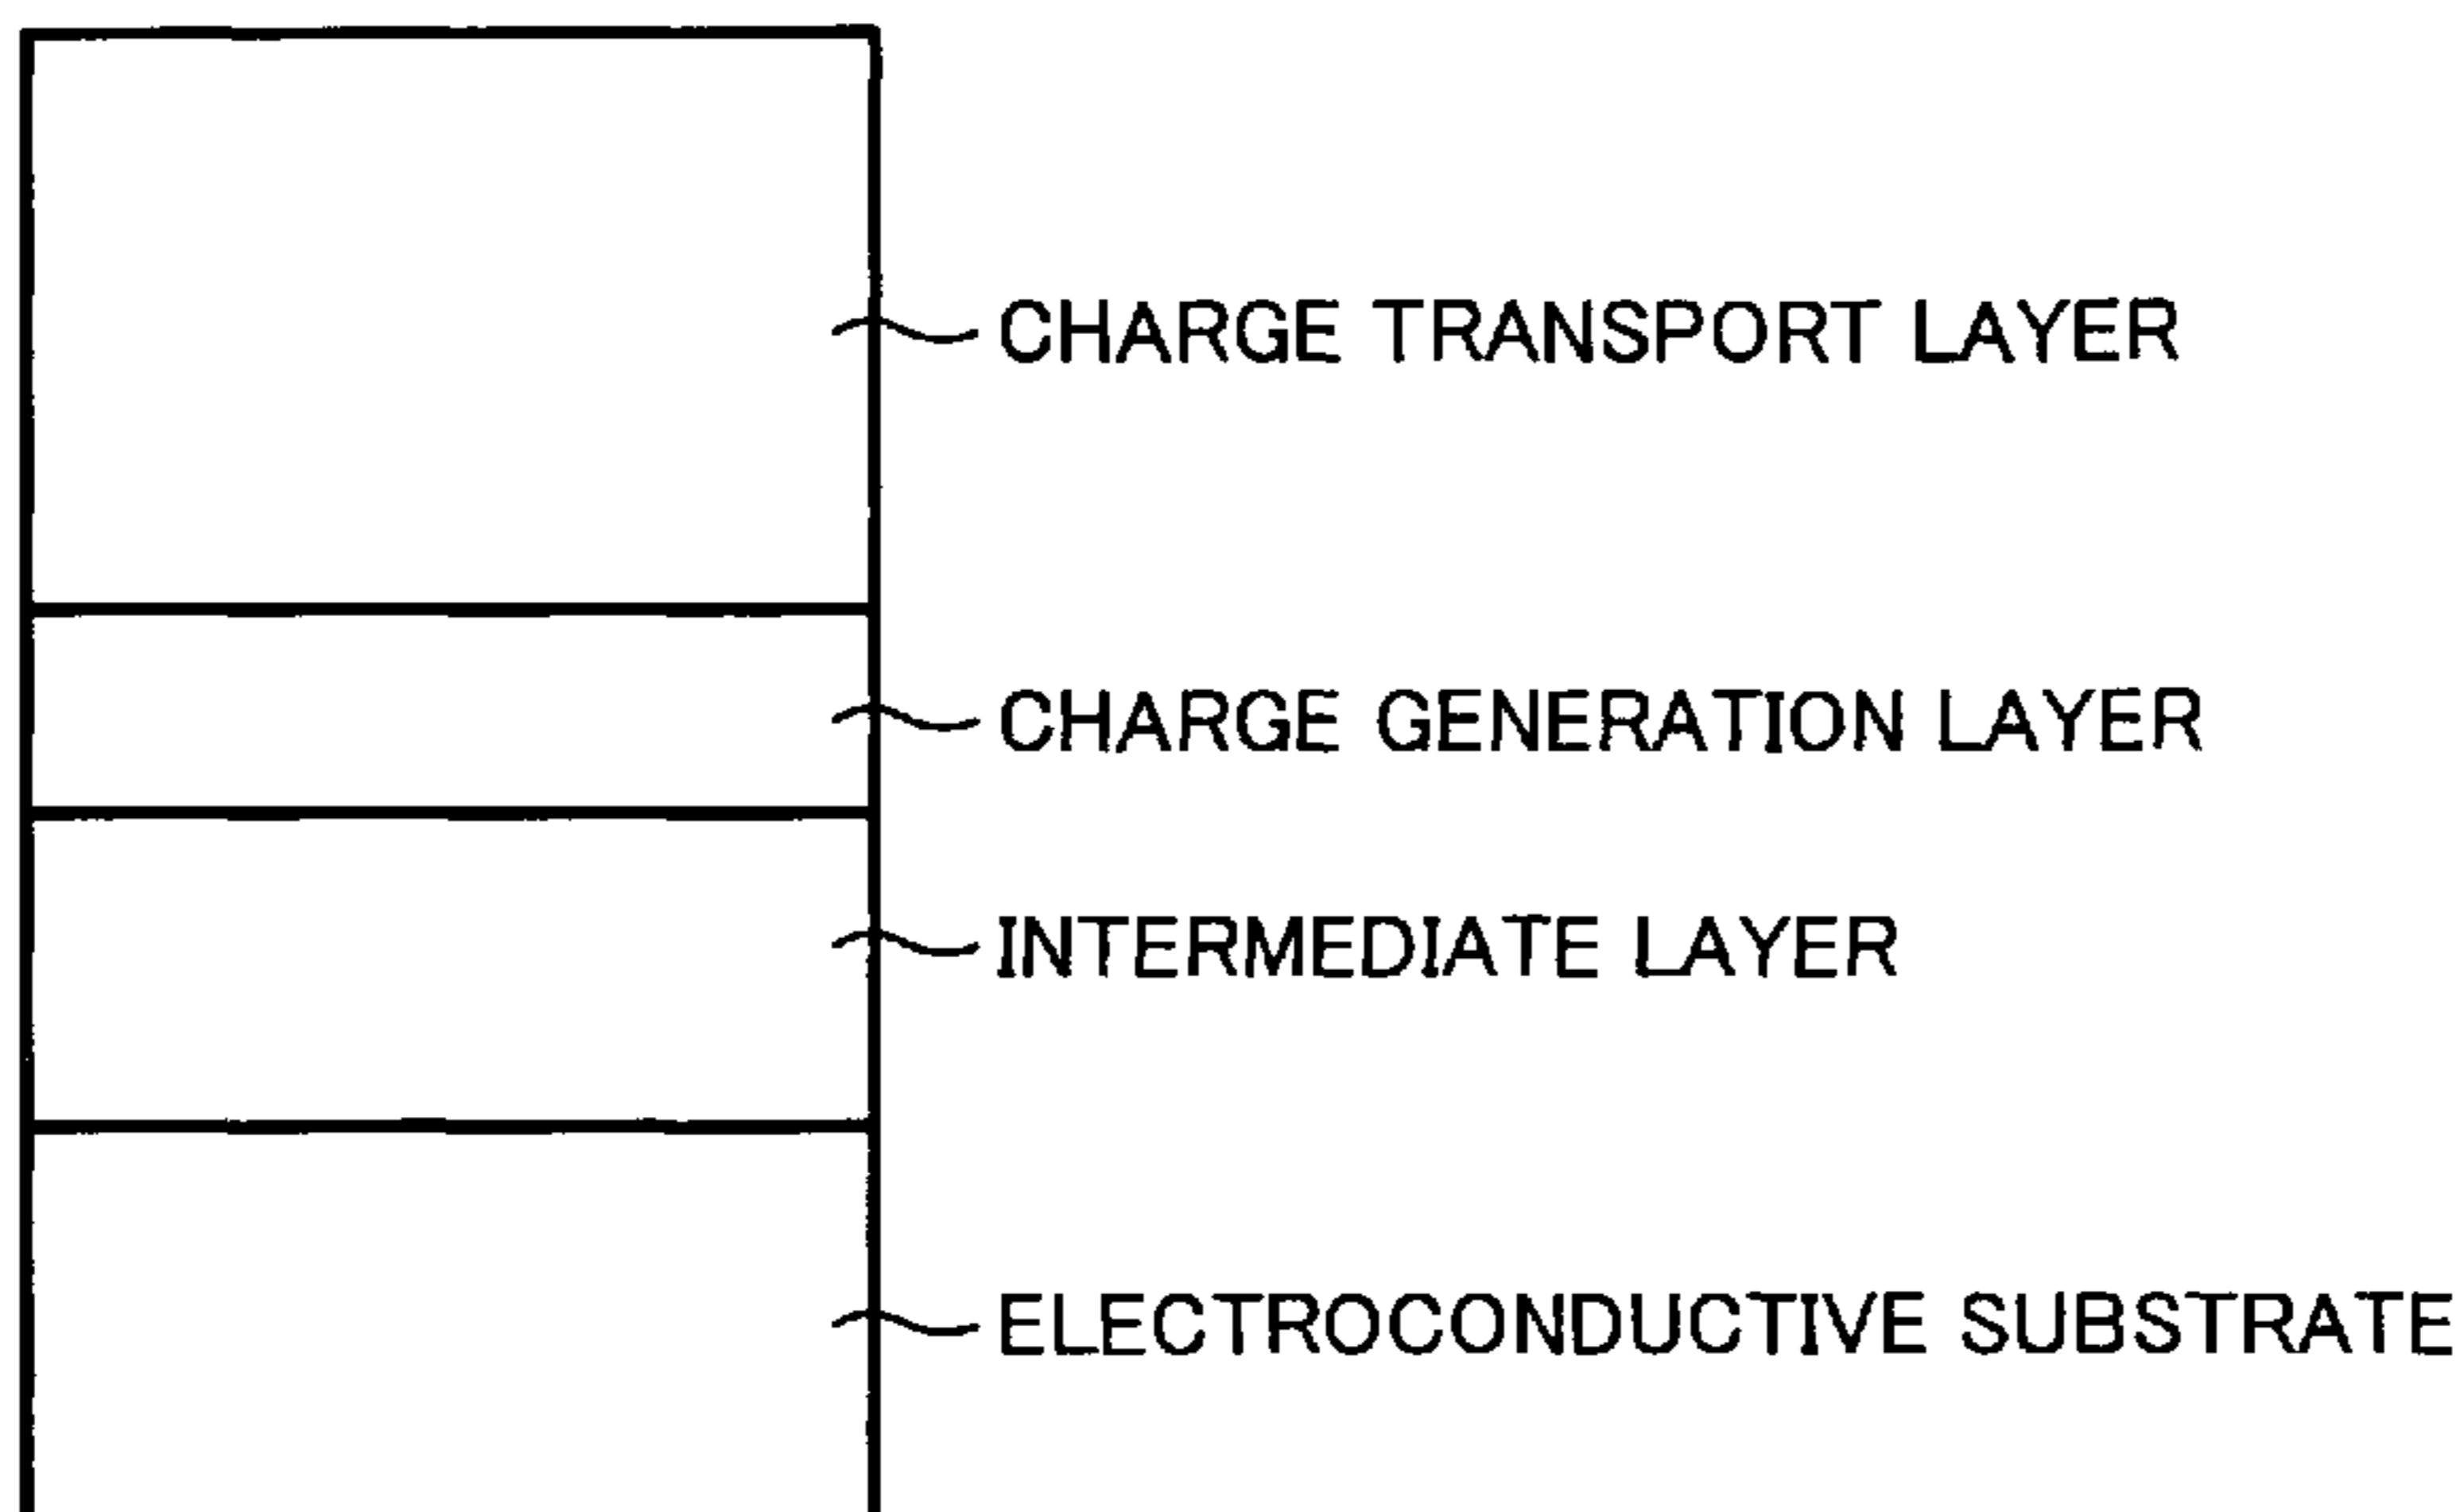 CHARGE TRANSPORT LAYER
CHARGE GENERATION LAYER
INTERMEDIATE LAYER
ELECTROCONDUCTIVE SUBSTRATE